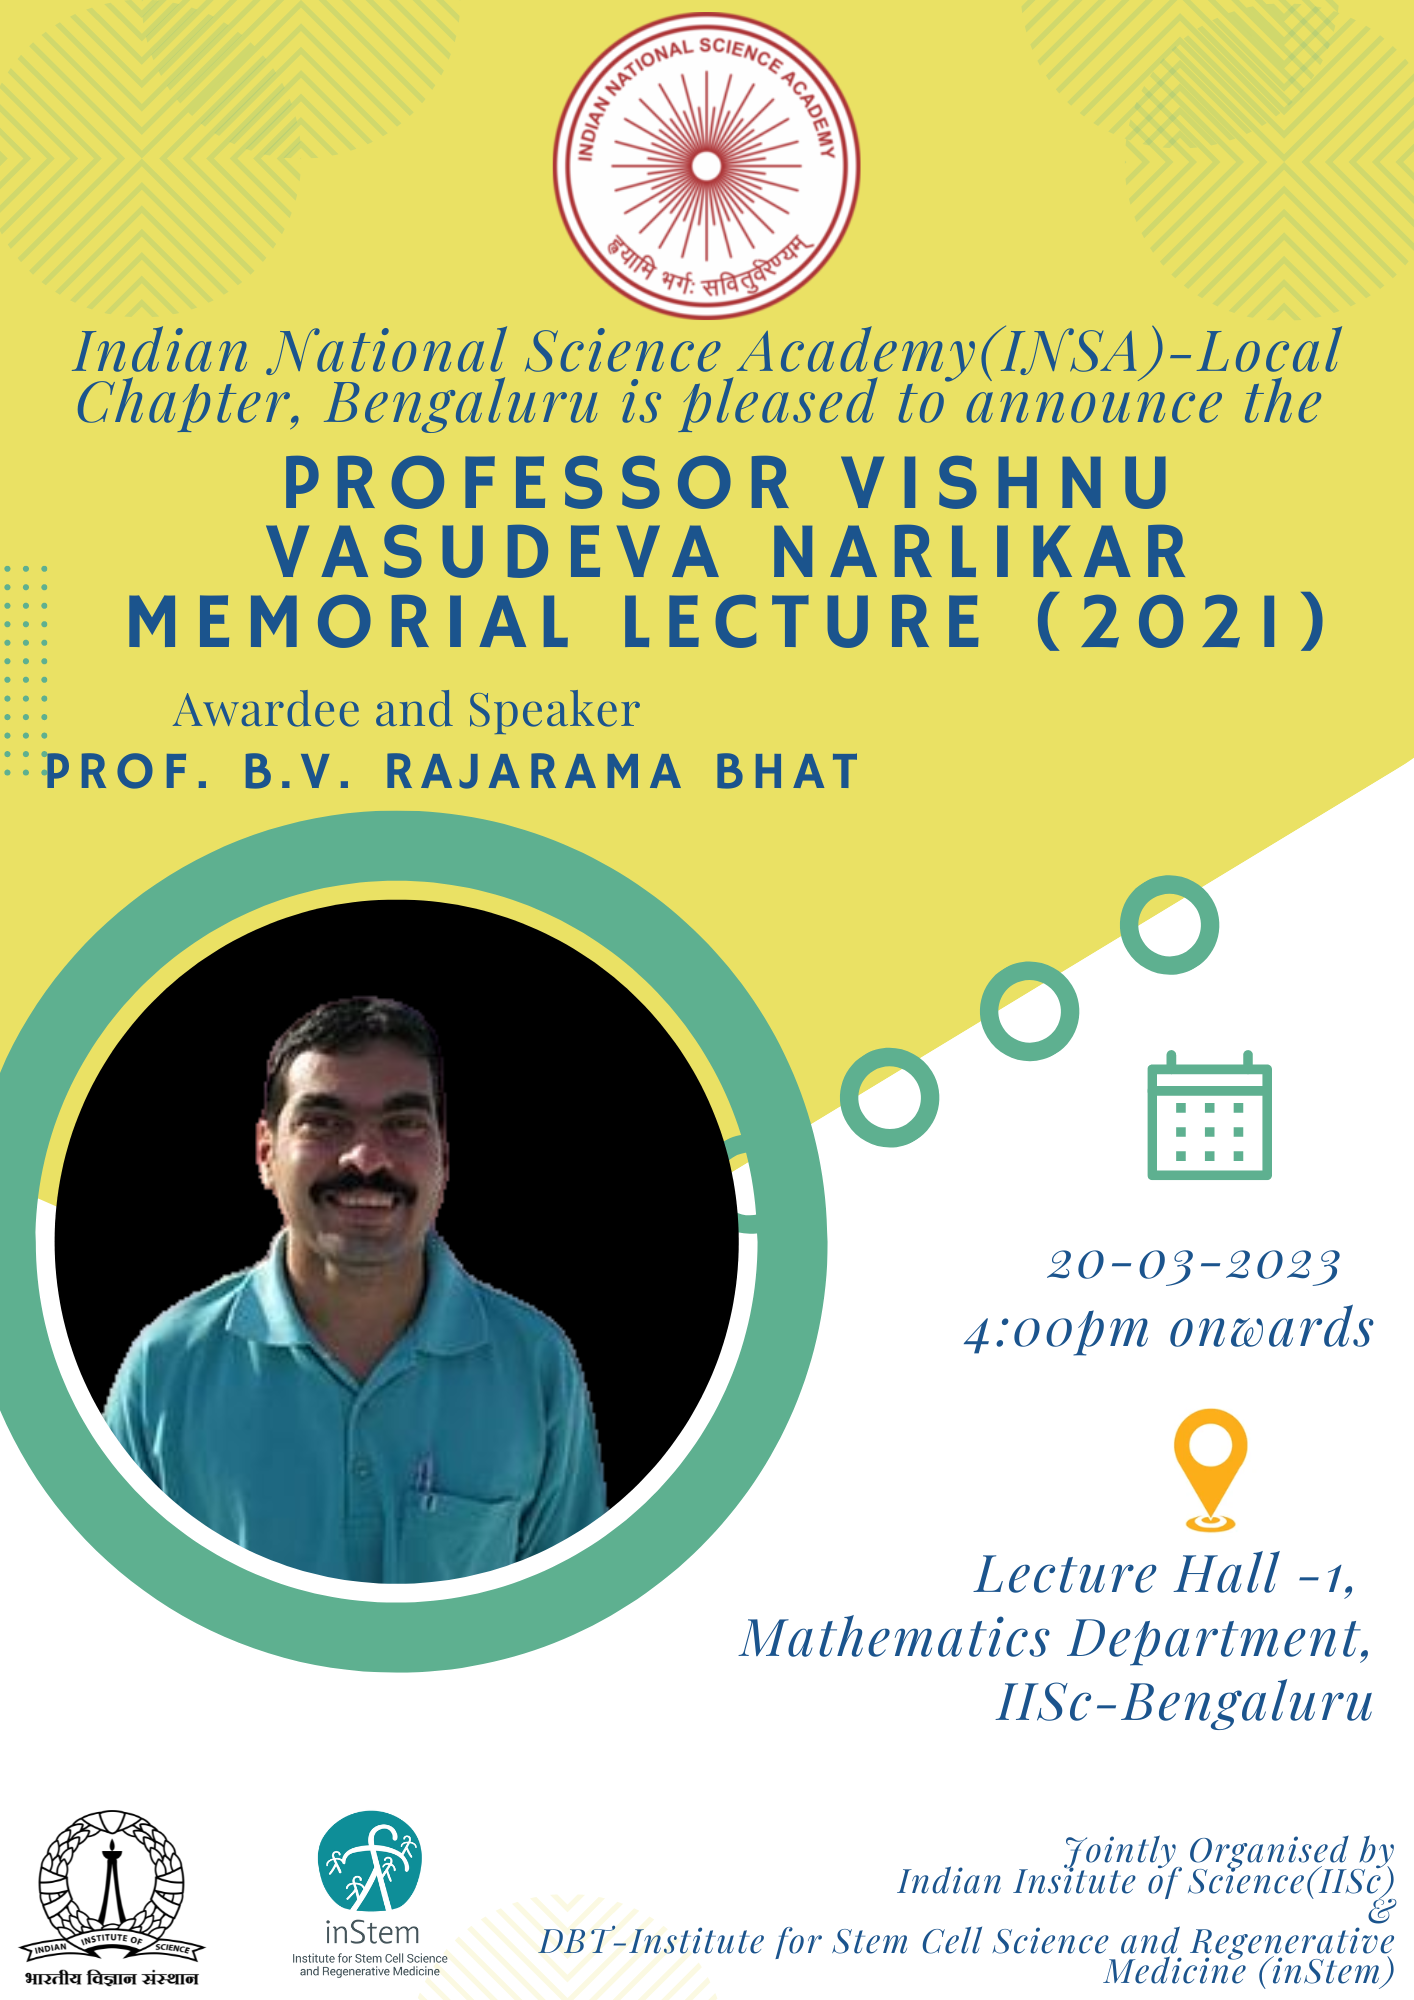 INDIAN NATIONAL SCIENCE ACADEMY
ह्वयामि भर्गः सवितुर्वरेण्यम्
Indian National Science Academy(INSA)-Local
Chapter, Bengaluru is pleased to announce the
PROFESSOR VISHNU
VASUDEVA NARLIKAR
MEMORIAL LECTURE (2021)
Awardee and Speaker
PROF. B.V. RAJARAMA BHAT
20-03-2023
4:00pm onwards
Lecture Hall -1,
Mathematics Department,
IISc-Bengaluru
INDIAN INSTITUTE OF SCIENCE
भारतीय विज्ञान संस्थान
inStem
Institute for Stem Cell Science
and Regenerative Medicine
Jointly Organised by
Indian Insitute of Science(IISc)
&
DBT-Institute for Stem Cell Science and Regenerative
Medicine (inStem)